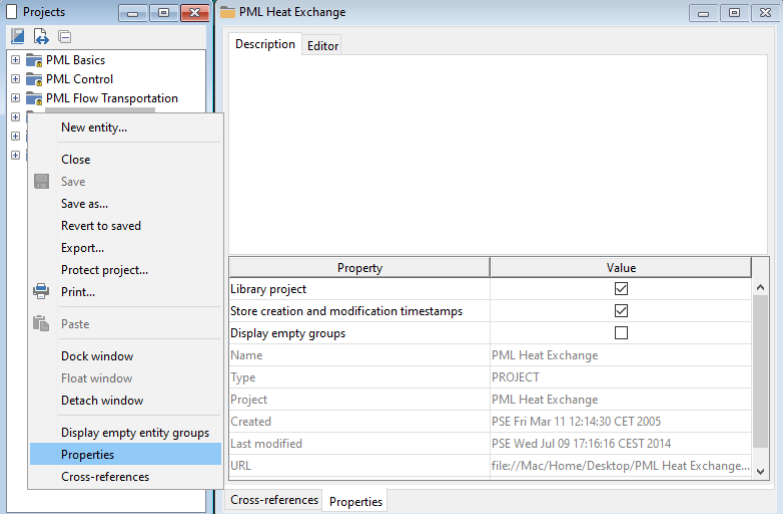 Projects
PML Basics
PML Control
PML Flow Transportation
New entity...
Close
Save
Save as...
Revert to saved
Export...
Protect project...
Print...
Paste
Dock window
Float window
Detach window
Display empty entity groups
Properties
Cross-references
PML Heat Exchange
Description Editor
Property Value
Library project
Store creation and modification timestamps
Display empty groups
Name PML Heat Exchange
Type PROJECT
Project PML Heat Exchange
Created PSE Fri Mar 11 12:14:30 CET 2005
Last modified PSE Wed Jul 09 17:16:16 CEST 2014
URL file://Mac/Home/Desktop/PML Heat Exchange...
Cross-references Properties